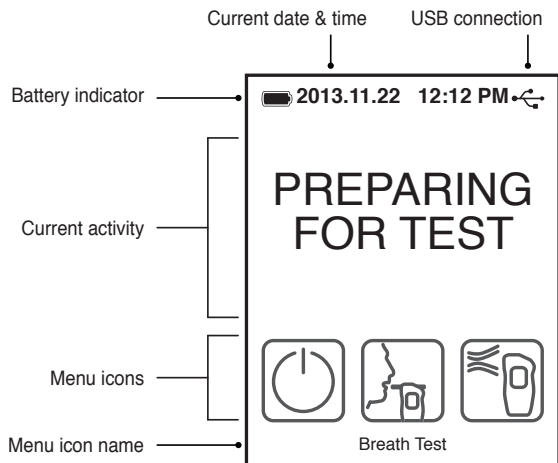 Current date & time
USB connection
Battery indicator
2013.11.22 12:12 PM
Current activity
PREPARING
FOR TEST
Menu icons
Menu icon name
Breath Test